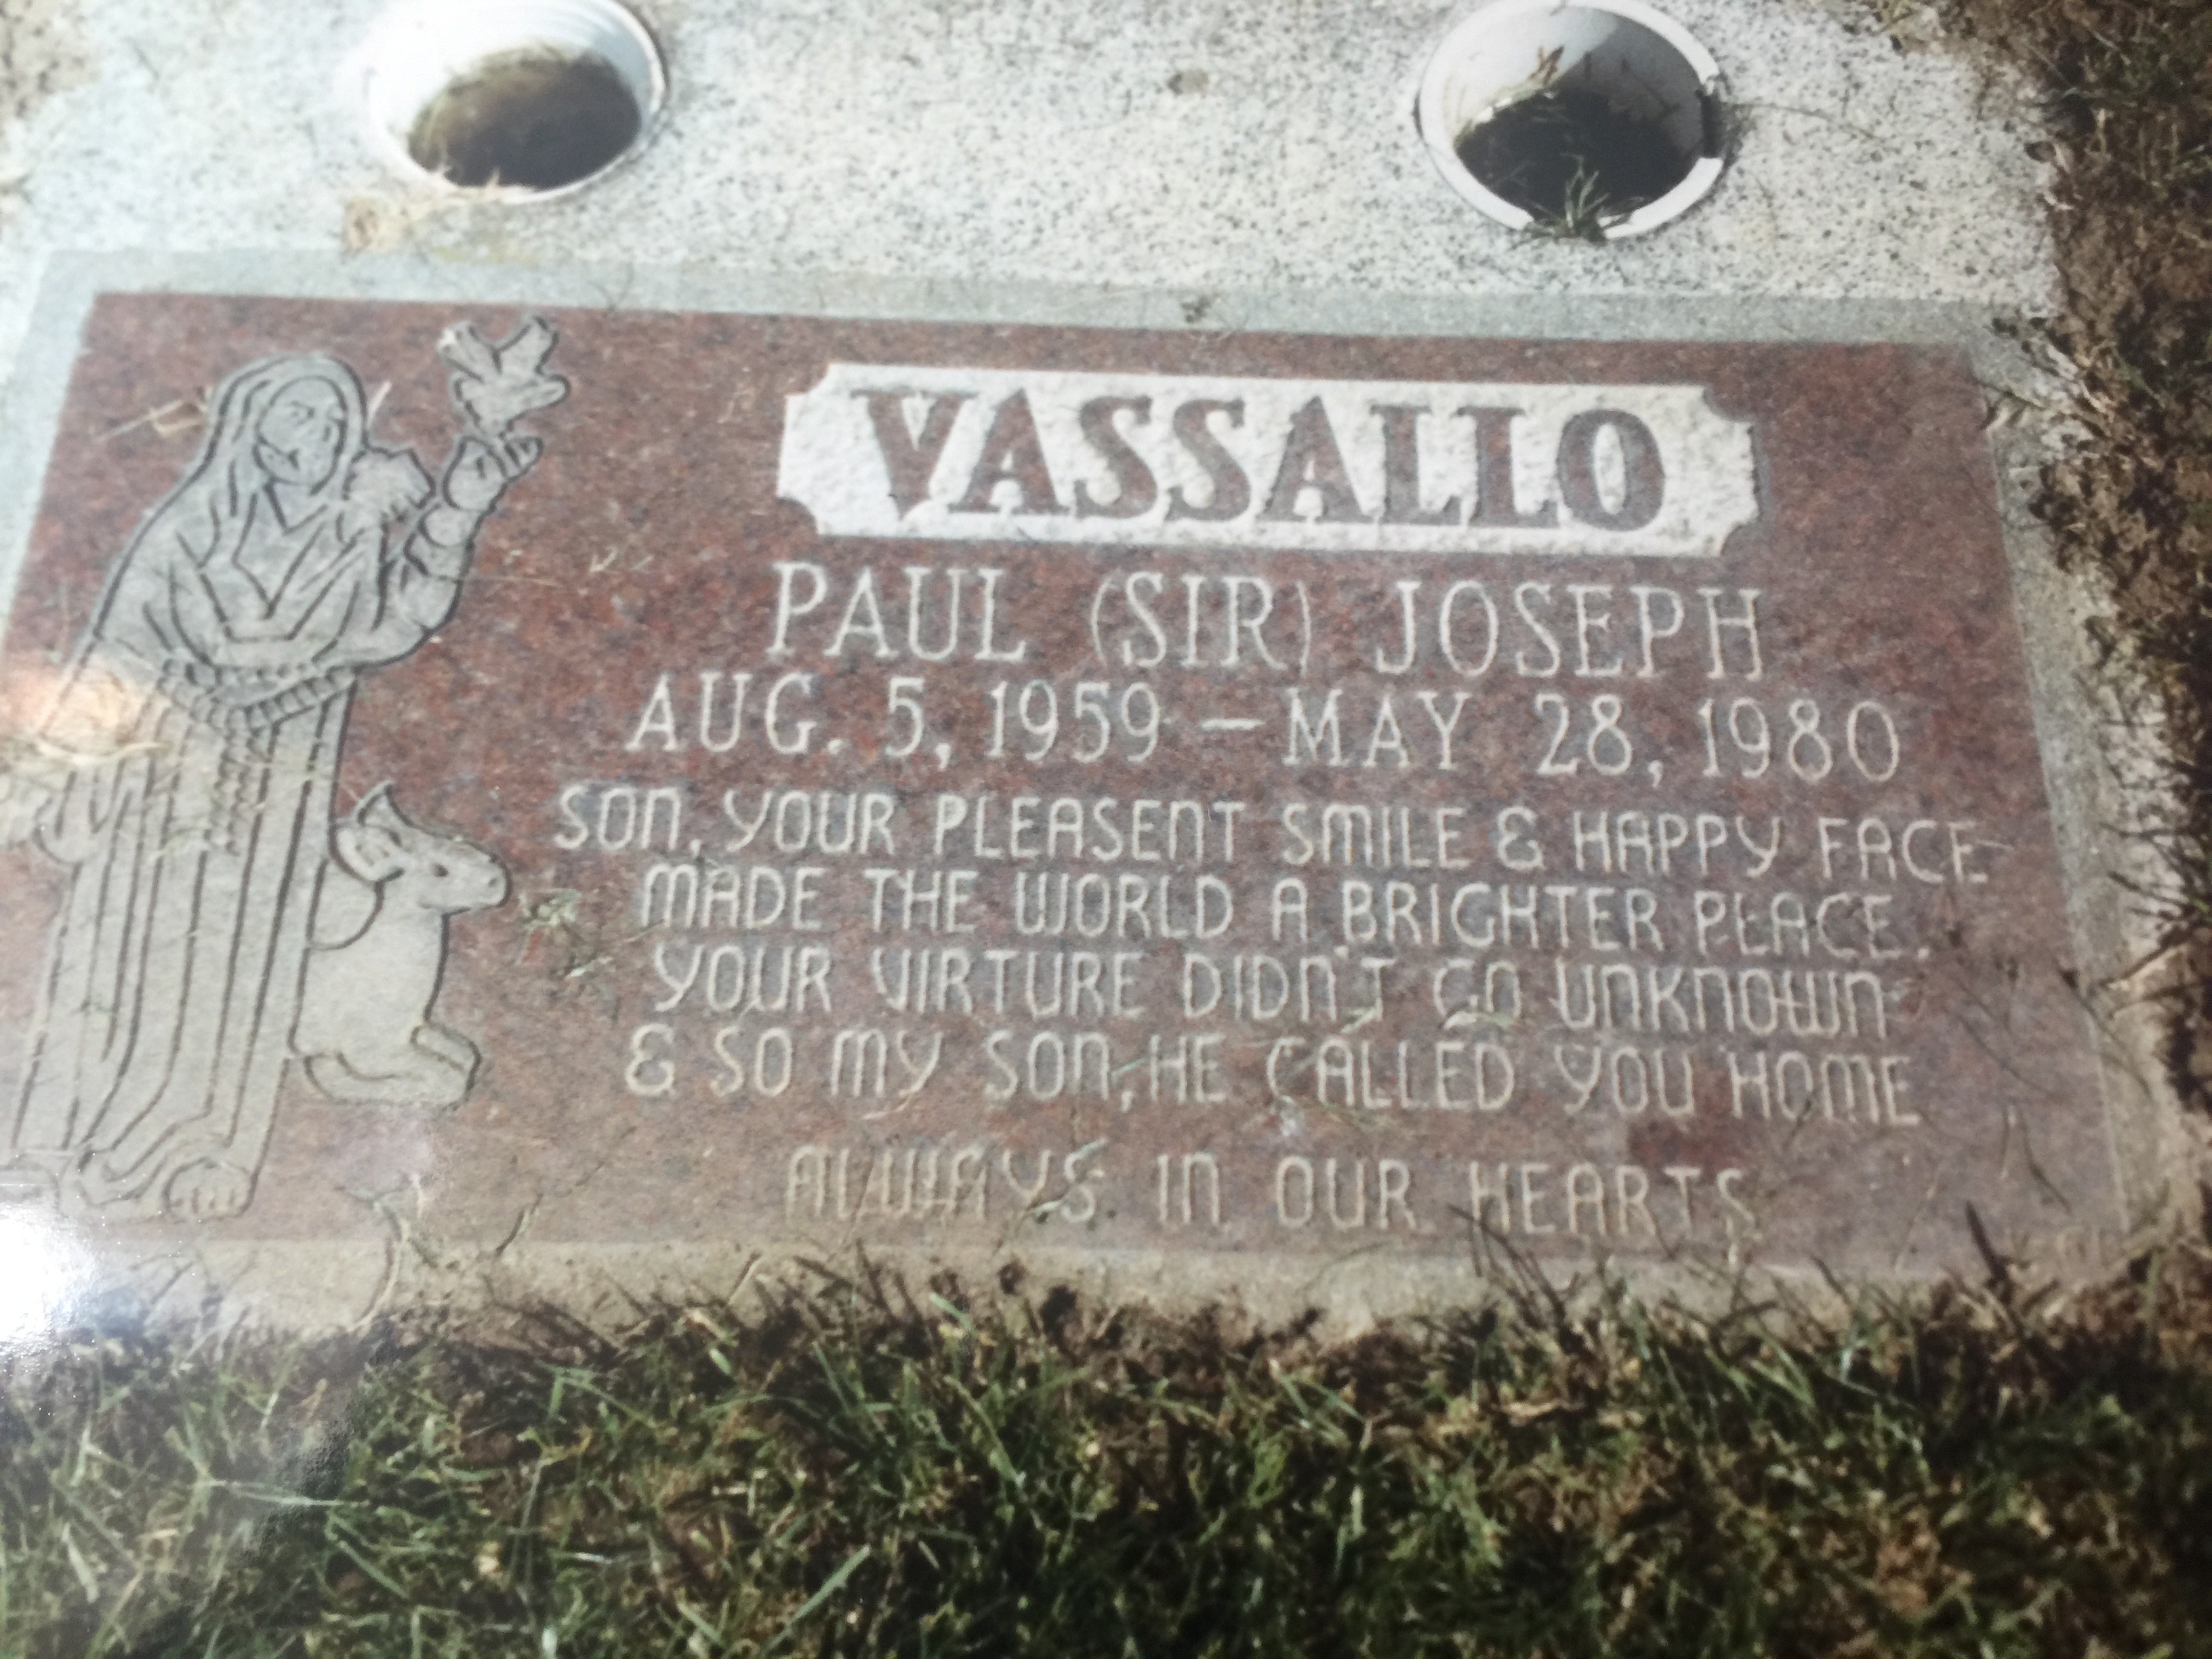 VASSALLO
PAUL (SIR) JOSEPH
AUG. 5, 1959 — MAY 28, 1980
SON, YOUR PLEASENT SMILE & HAPPY FACE
MADE THE WORLD A BRIGHTER PLACE.
YOUR VIRTURE DIDN'T GO UNKNOWN
& SO MY SON, HE CALLED YOU HOME
ALWAYS IN OUR HEARTS